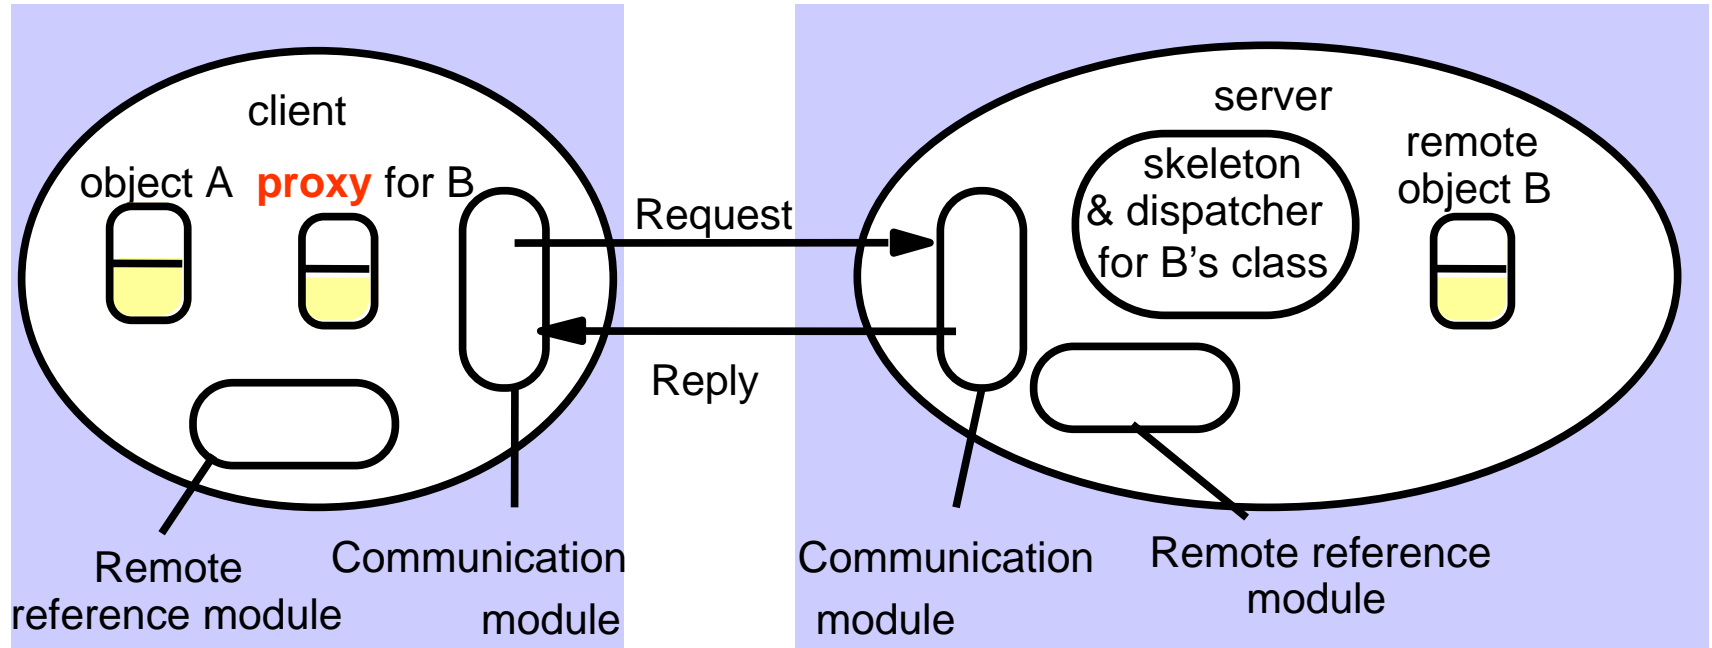 client
object A proxy for B
Request
Reply
Remote
reference module
Communication
module
server
skeleton
& dispatcher
for B’s class
remote
object B
Communication
module
Remote reference
module